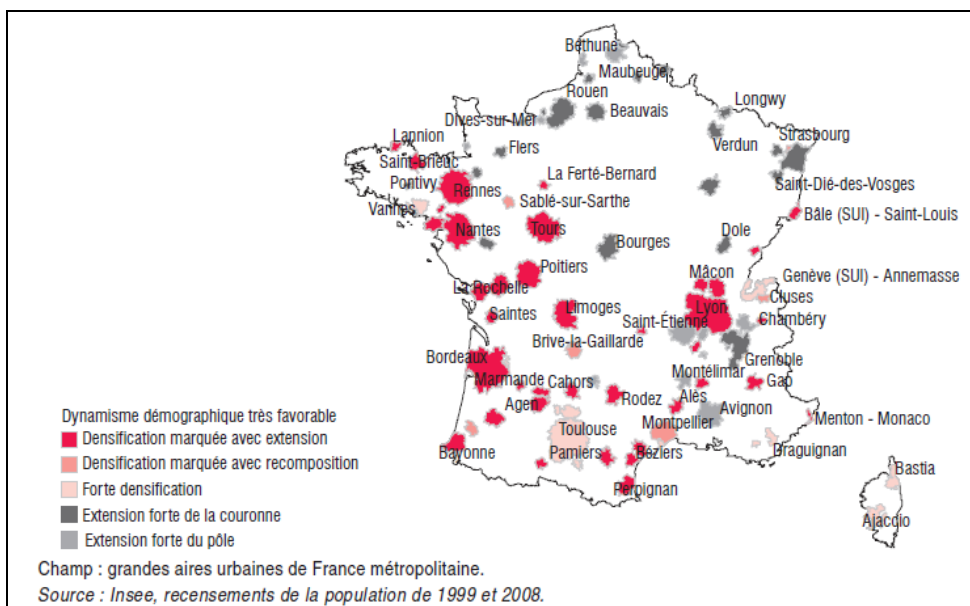 Béthune
Maubeuge
Rouen
Dives-sur-Mer
Beauvais
Longwy
Lannion
Flers
Verdun
Strasbourg
Saint-Brieuc
La Ferté-Bernard
Pontivy
Rennes
Saint-Dié-des-Vosges
Vannes
Sablé-sur-Sarthe
Bâle (SUI) - Saint-Louis
Nantes
Tours
Bourges
Dole
Poitiers
Mâcon
Genève (SUI) - Annemasse
La Rochelle
Cluses
Saintes
Limoges
Lyon
Saint-Étienne
Chambéry
Brive-la-Gaillarde
Bordeaux
Grenoble
Marmande
Cahors
Montélimar
Gap
Agen
Rodez
Alès
Avignon
Menton - Monaco
Dynamisme démographique très favorable
Toulouse
Montpellier
Densification marquée avec extension
Bayonne
Pamiers
Béziers
Draguignan
Densification marquée avec recomposition
Bastia
Forte densification
Perpignan
Extension forte de la couronne
Ajaccio
Extension forte du pôle
Champ : grandes aires urbaines de France métropolitaine.
Source : Insee, recensements de la population de 1999 et 2008.